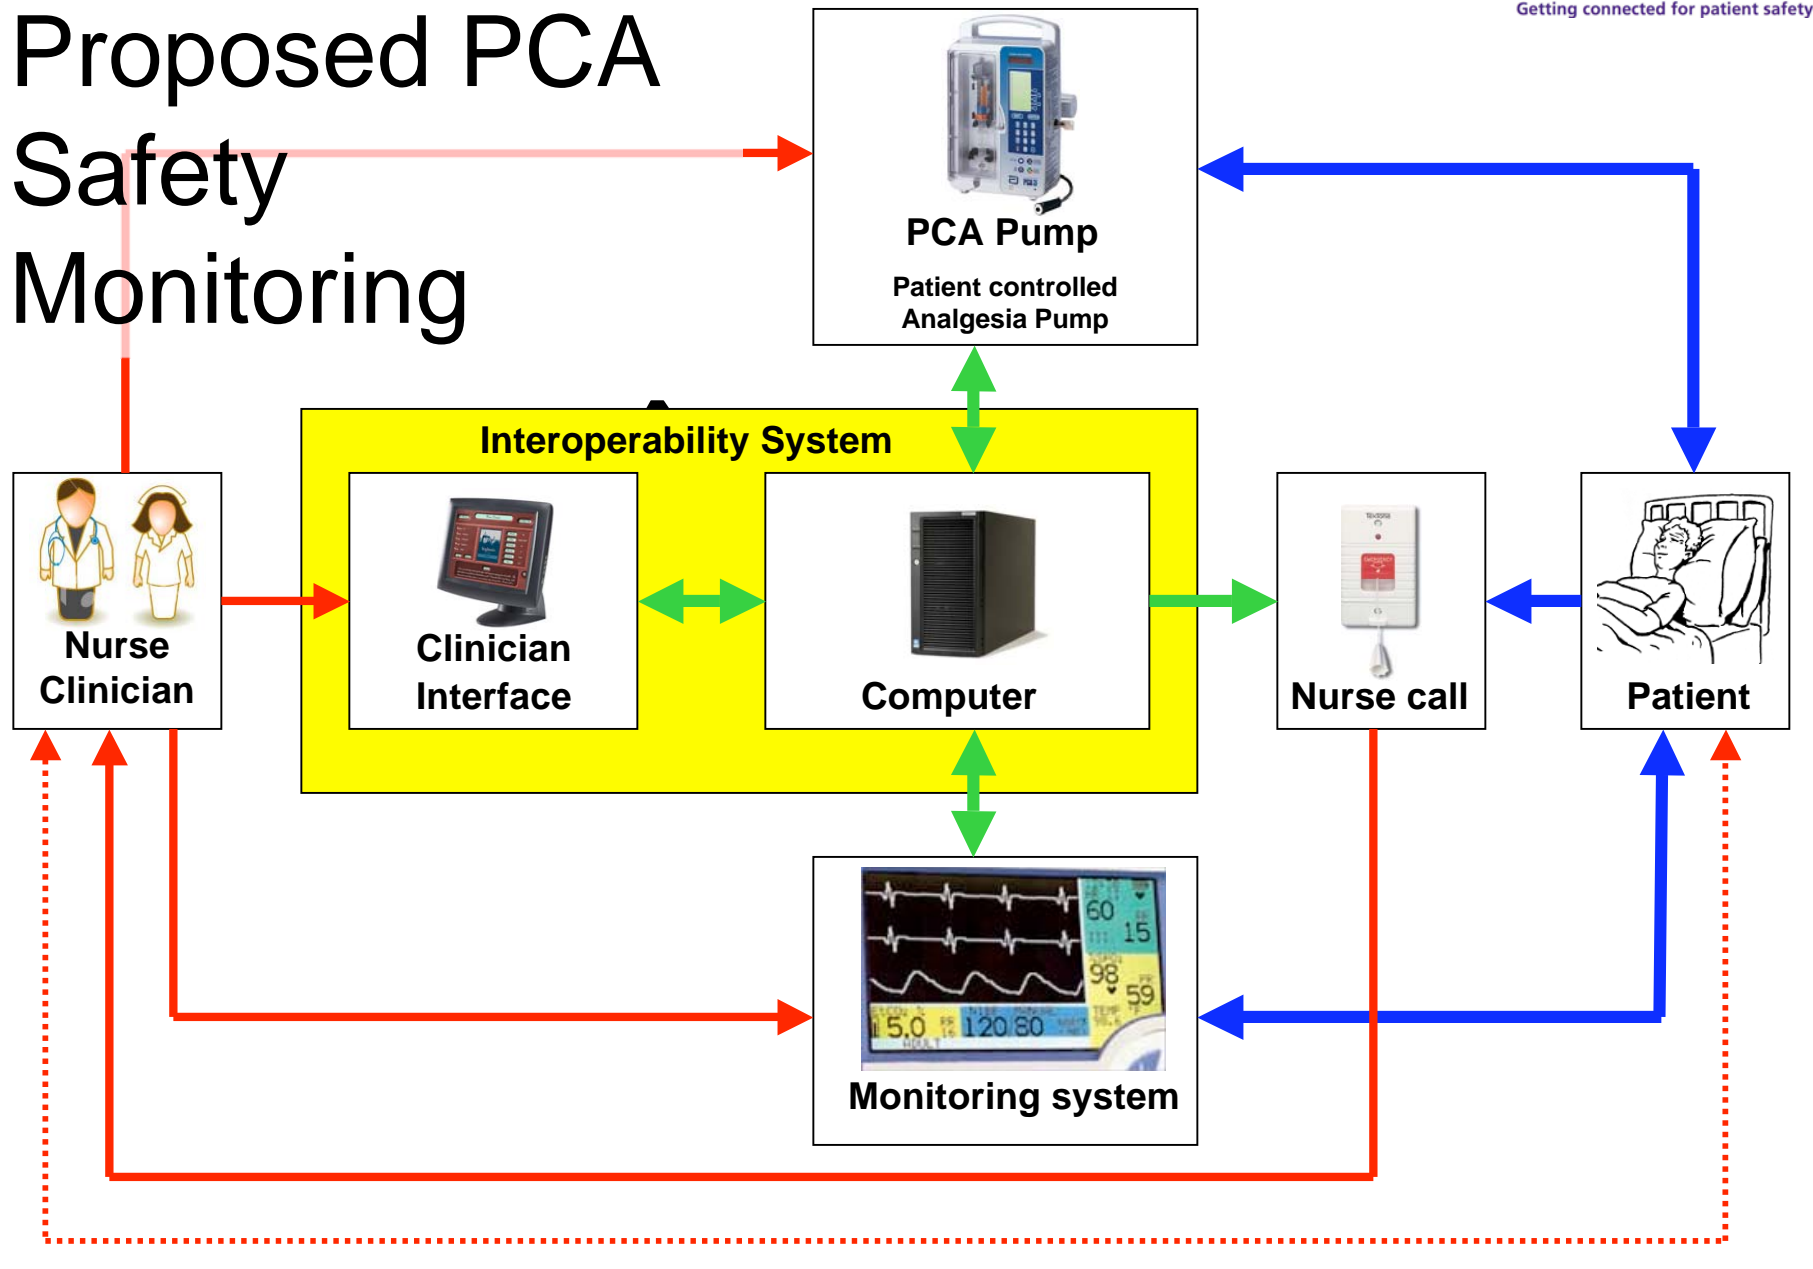 Proposed PCA
Safety
Monitoring
Getting connected for patient safety
PCA Pump
Patient controlled
Analgesia Pump
Interoperability System
Nurse
Clinician
Clinician
Interface
Computer
Nurse call
Patient
60
15
98
59
5.0
120/80
ADULT
Monitoring system